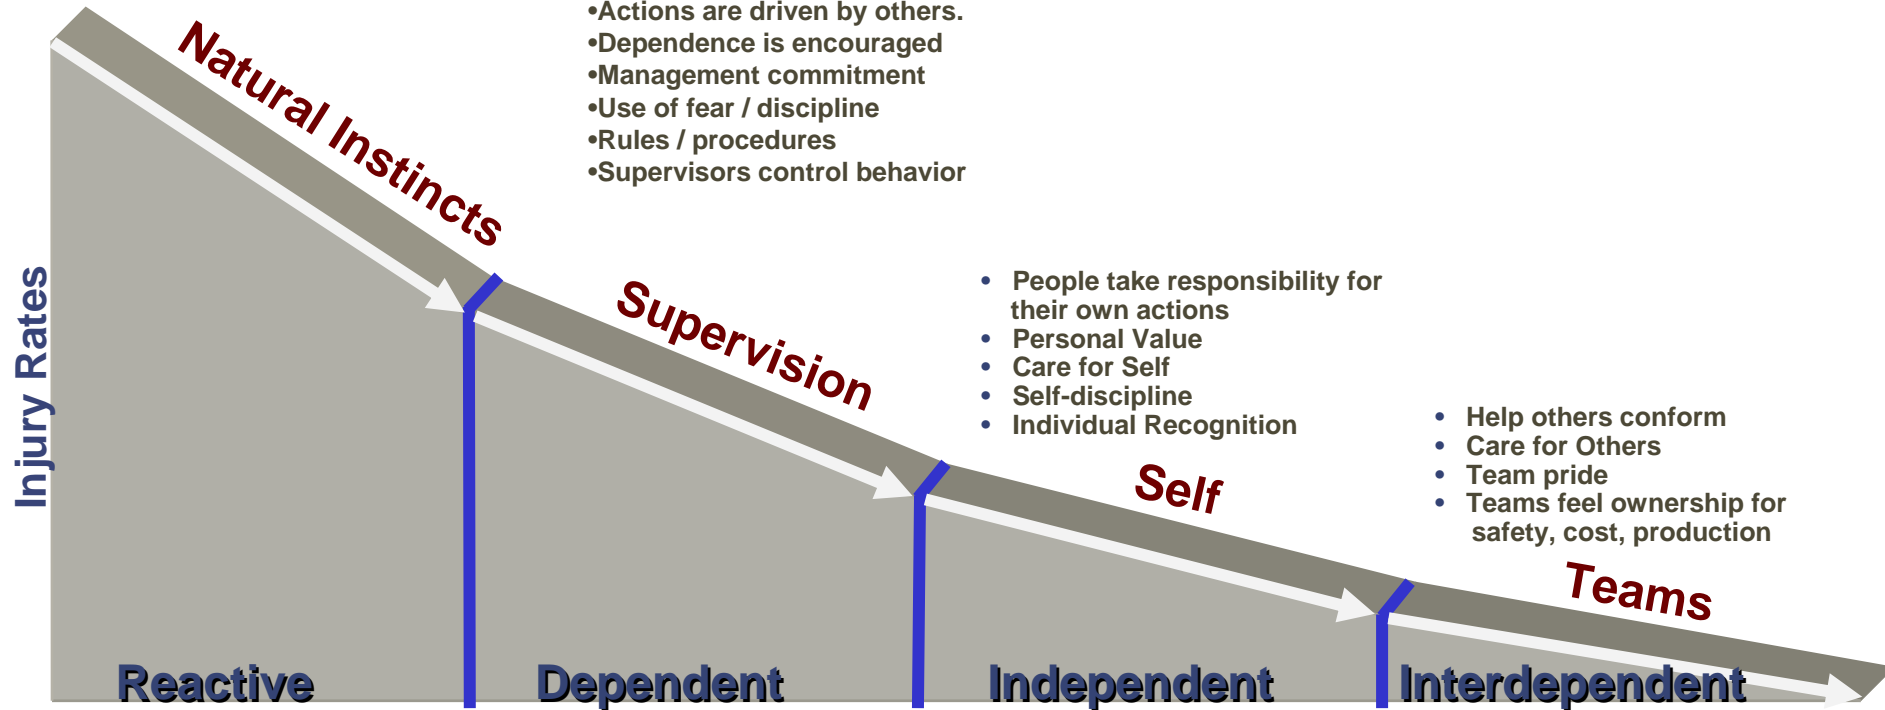 •Actions are driven by others.
•Dependence is encouraged
•Management commitment
•Use of fear / discipline
•Rules / procedures
•Supervisors control behavior
Natural Instincts
Supervision
• People take responsibility for
their own actions
• Personal Value
• Care for Self
• Self-discipline
• Individual Recognition
Self
• Help others conform
• Care for Others
• Team pride
• Teams feel ownership for
safety, cost, production
Teams
Injury Rates
Reactive
Dependent
Independent
Interdependent